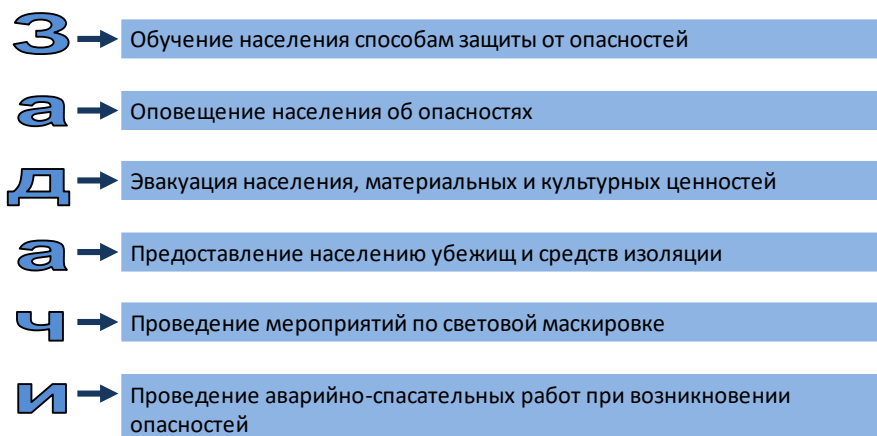 З Обучение населения способам защиты от опасностей
а Оповещение населения об опасностях
д Эвакуация населения, материальных и культурных ценностей
а Предоставление населению убежищ и средств изоляции
ч Проведение мероприятий по световой маскировке
и Проведение аварийно-спасательных работ при возникновении
опасностей